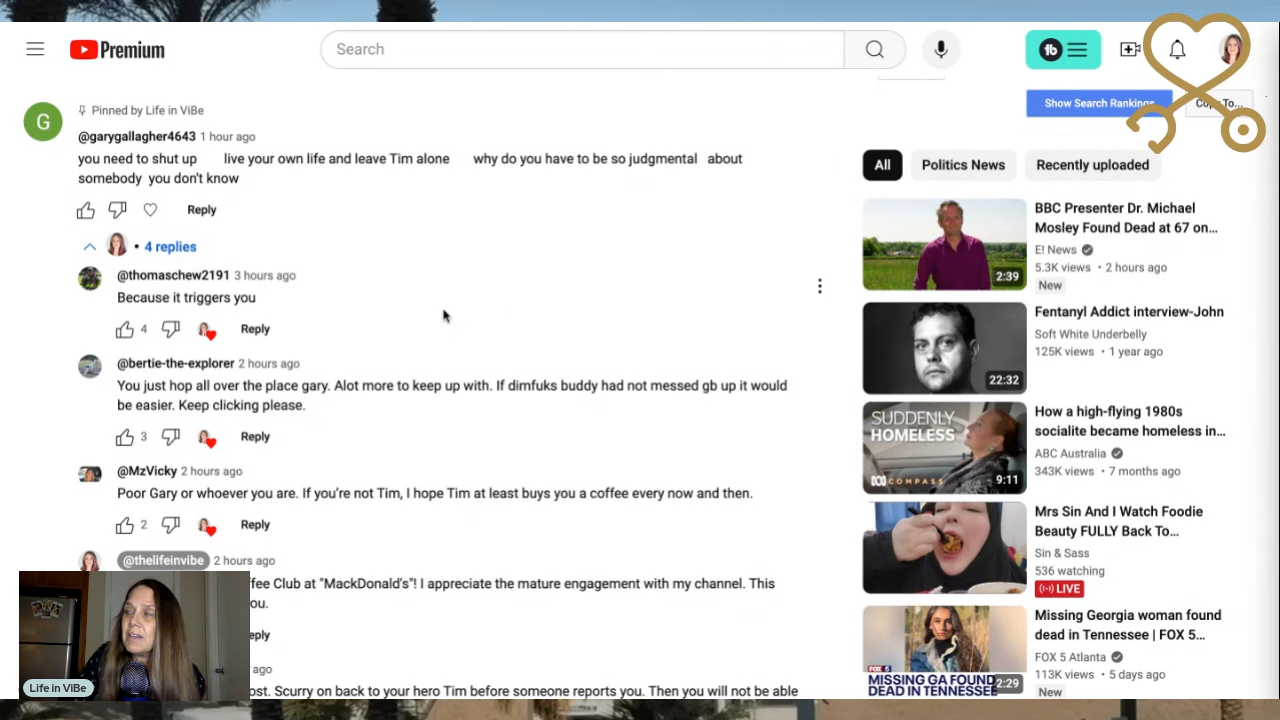 Premium
Search
Show Search Rankings
Copy To...
Pinned by Life in ViBe
G
@garygallagher4643 1 hour ago
you need to shut up live your own life and leave Tim alone why do you have to be so judgmental about
somebody you don't know
Reply
• 4 replies
@thomaschew2191 3 hours ago
Because it triggers you
4 Reply
@bertie-the-explorer 2 hours ago
You just hop all over the place gary. Alot more to keep up with. If dimfuks buddy had not messed gb up it would
be easier. Keep clicking please.
3 Reply
@MzVicky 2 hours ago
Poor Gary or whoever you are. If you're not Tim, I hope Tim at least buys you a coffee every now and then.
2 Reply
@thelifeinvibe 2 hours ago
Club at "MackDonald's"! I appreciate the mature engagement with my channel. This
Scurry on back to your hero Tim before someone reports you. Then you will not be able
Life in ViBe
All Politics News Recently uploaded
BBC Presenter Dr. Michael
Mosley Found Dead at 67 on...
E! News
5.3K views • 2 hours ago
New
2:39
Fentanyl Addict interview-John
Soft White Underbelly
125K views • 1 year ago
22:32
SUDDENLY
HOMELESS
COMPASS
9:11
How a high-flying 1980s
socialite became homeless in...
ABC Australia
343K views • 7 months ago
Mrs Sin And I Watch Foodie
Beauty FULLY Back To...
Sin & Sass
536 watching
LIVE
Missing Georgia woman found
dead in Tennessee | FOX 5...
FOX 5 Atlanta
113K views • 5 days ago
New
FOX 5
MISSING GA FOUND
DEAD IN TENNESSEE
2:29